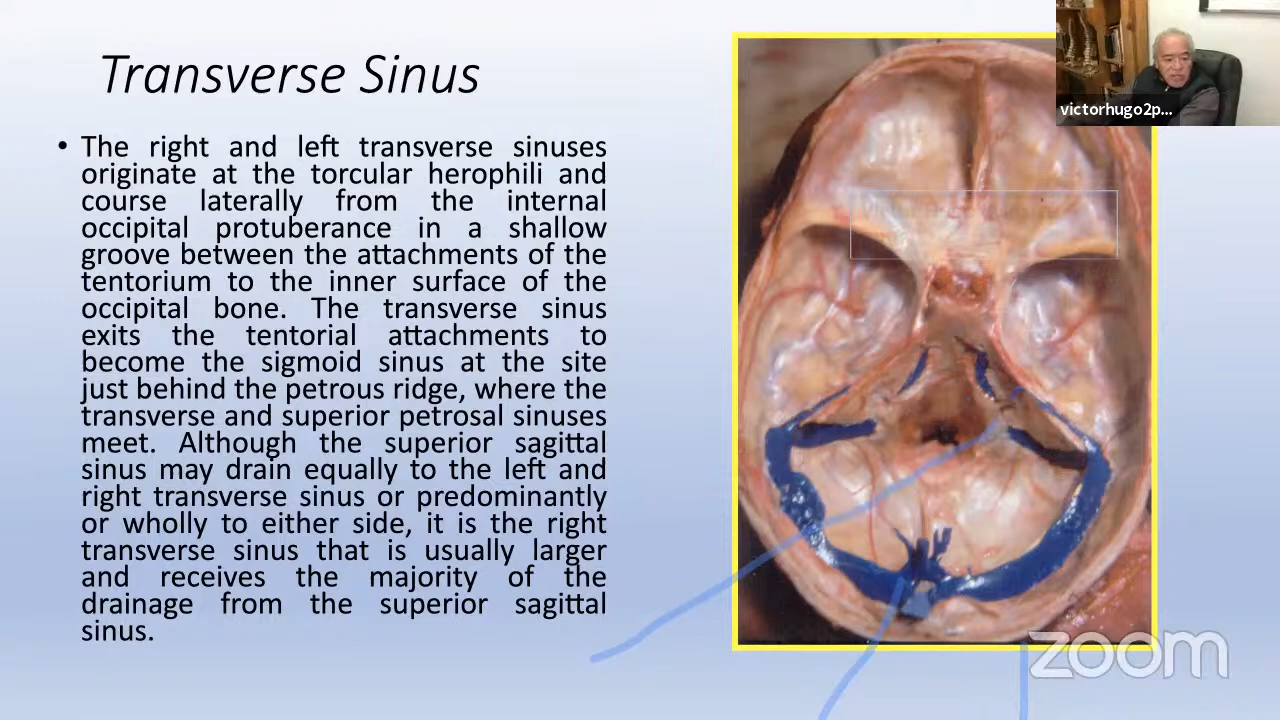 Transverse Sinus
victorhugo2p...
• The right and left transverse sinuses
originate at the torcular herophili and
course laterally from the internal
occipital protuberance in a shallow
groove between the attachments of the
tentorium to the inner surface of the
occipital bone. The transverse sinus
exits the tentorial attachments to
become the sigmoid sinus at the site
just behind the petrous ridge, where the
transverse and superior petrosal sinuses
meet. Although the superior sagittal
sinus may drain equally to the left and
right transverse sinus or predominantly
or wholly to either side, it is the right
transverse sinus that is usually larger
and receives the majority of the
drainage from the superior sagittal
sinus.
zoom